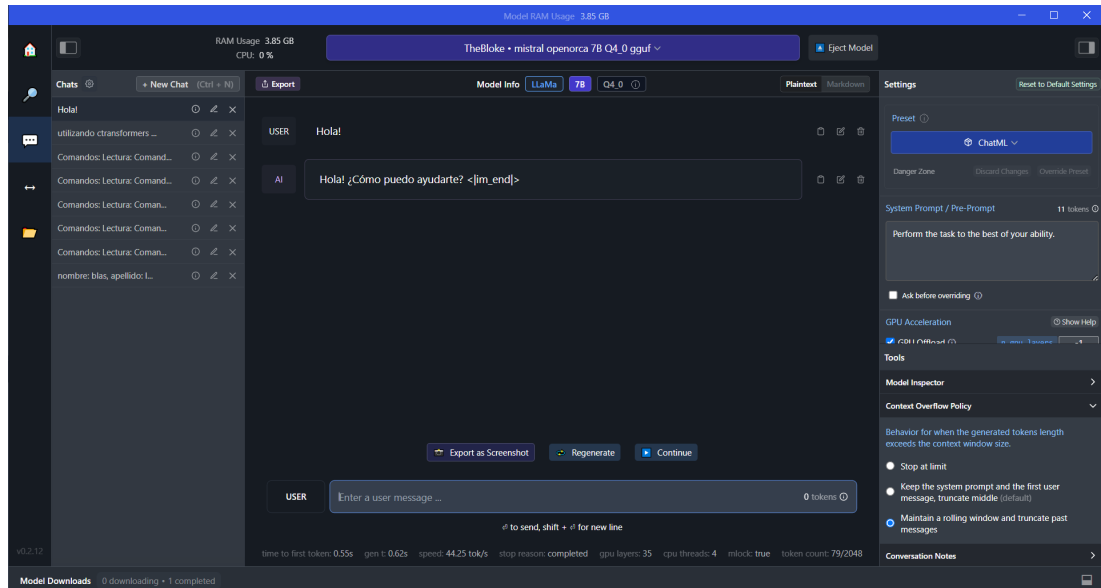 Model RAM Usage 3.85 GB
RAM Usage 3.85 GB
CPU: 0 %
TheBloke • mistral openorca 7B Q4_0 gguf
Eject Model
Chats
+ New Chat (Ctrl + N)
Hola!
utilizando ctransformers ...
Comandos: Lectura: Comand...
Comandos: Lectura: Comand...
Comandos: Lectura: Coman...
Comandos: Lectura: Coman...
Comandos: Lectura: Coman...
nombre: blas, apellido: l...
v0.2.12
Export
Model Info LLaMa 7B Q4_0
Plaintext Markdown
USER Hola!
AI Hola! ¿Cómo puedo ayudarte? <|im_end|>
Export as Screenshot Regenerate Continue
USER Enter a user message ... 0 tokens
⏎ to send, shift + ⏎ for new line
time to first token: 0.55s gen t: 0.62s speed: 44.25 tok/s stop reason: completed gpu layers: 35 cpu threads: 4 mlock: true token count: 79/2048
Settings
Reset to Default Settings
Preset
ChatML
Danger Zone Discard Changes Override Preset
System Prompt / Pre-Prompt 11 tokens
Perform the task to the best of your ability.
Ask before overriding
GPU Acceleration Show Help
GPU Offload n_gpu_layers -1
Tools
Model Inspector
Context Overflow Policy
Behavior for when the generated tokens length
exceeds the context window size.
Stop at limit
Keep the system prompt and the first user
message, truncate middle (default)
Maintain a rolling window and truncate past
messages
Conversation Notes
Model Downloads 0 downloading • 1 completed